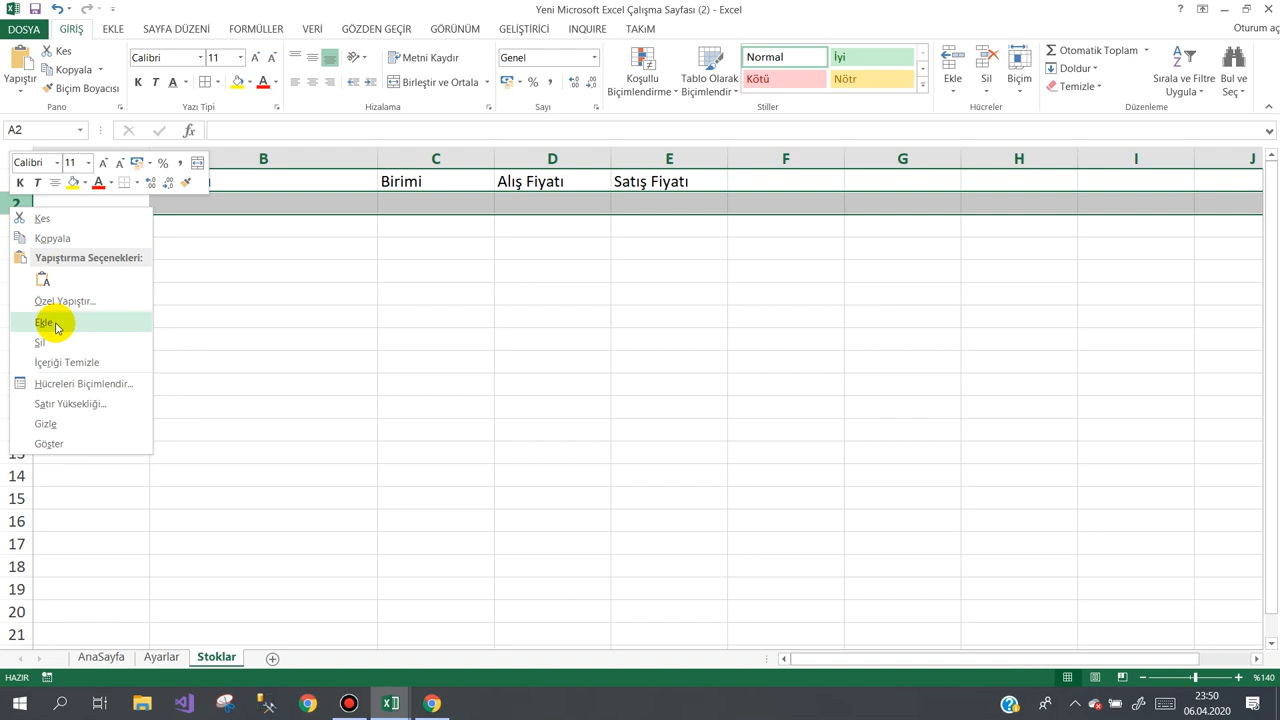 Yeni Microsoft Excel Çalışma Sayfası (2) - Excel
DOSYA GİRİŞ EKLE SAYFA DÜZENİ FORMÜLLER VERİ GÖZDEN GEÇİR GÖRÜNÜM GELİŞTİRİCİ INQUIRE TAKıM Oturum aç
Yapıştır
Kes
Kopyala
Biçim Boyacısı
Pano
Calibri 11
K T A A
Yazı Tipi
Metni Kaydır
Birleştir ve Ortala
Hizalama
Genel
%
Sayı
Koşullu Biçimlendirme
Tablo Olarak Biçimlendir
Normal İyi
Kötü Nötr
Stiller
Ekle Sil Biçim
Hücreler
Otomatik Toplam
Doldur
Temizle
Sırala ve Filtre Uygula
Bul ve Seç
Düzenleme
A2 fx
Calibri 11 A A %
K T A
B C D E F G H I J
Birimi Alış Fiyatı Satış Fiyatı
2
Kes
Kopyala
Yapıştırma Seçenekleri:
A
Özel Yapıştır...
Ekle
Sil
İçeriği Temizle
Hücreleri Biçimlendir...
Satır Yüksekliği...
Gizle
Göster
13
14
15
16
17
18
19
20
21
AnaSayfa Ayarlar Stoklar
HAZIR %140
23:50
06.04.2020